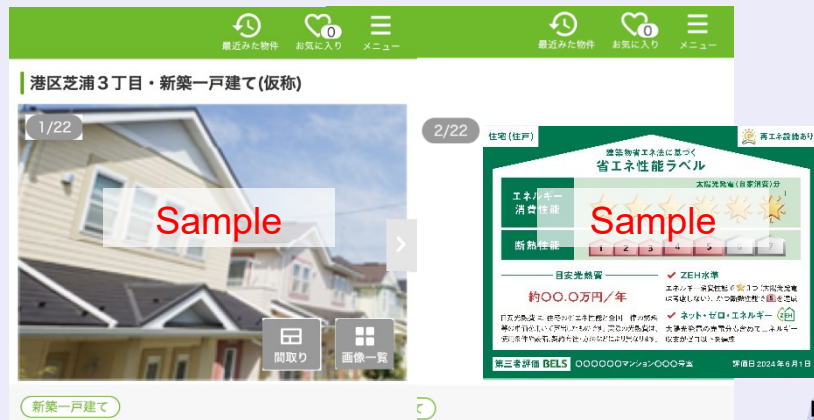 最近みた物件
お気に入り
0
メニュー
港区芝浦３丁目・新築一戸建て(仮称)
1/22
Sample
間取り
画像一覧
新築一戸建て
最近みた物件
お気に入り
0
メニュー
2/22
住宅(住戸)
再エネ設備あり
建築物省エネ法に基づく
省エネ性能ラベル
太陽光発電(自家消費)分
エネルギー
消費性能
Sample
断熱性能
1 2 3 4 5 6 7
目安光熱費
約〇〇.〇万円/年
ZEH水準
ネット・ゼロ・エネルギー
第三者評価 BELS
〇〇〇〇〇〇マンション〇〇〇号室
評価日2024年6月1日
て